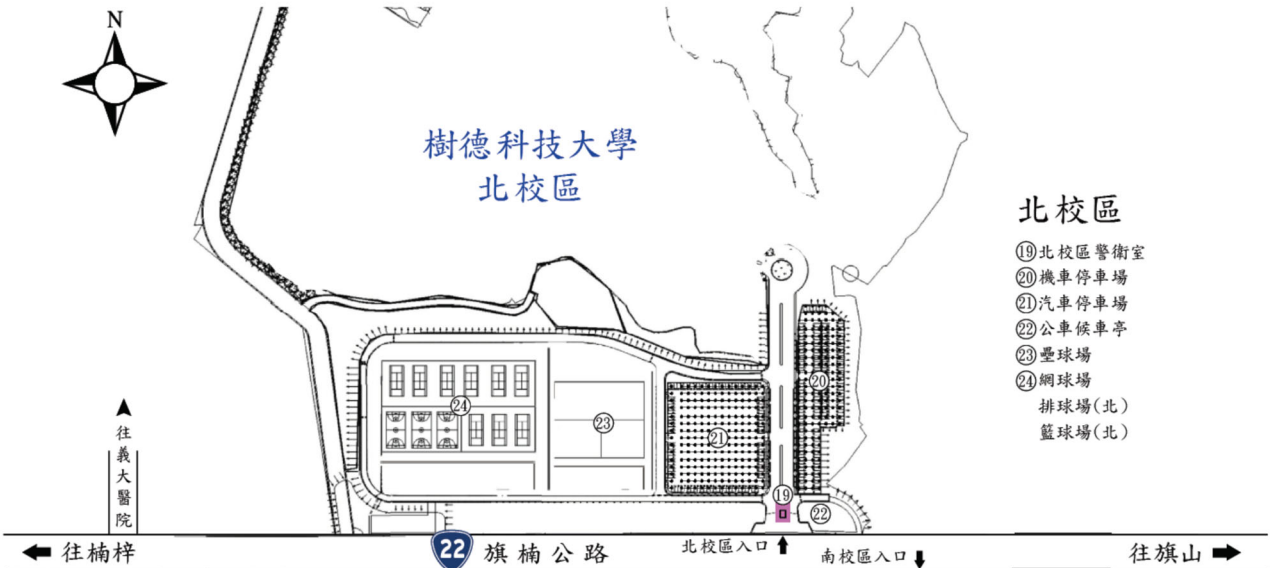 N
樹德科技大學
北校區
北校區
⑲北校區警衛室
⑳機車停車場
㉑汽車停車場
㉒公車候車亭
㉓壘球場
㉔網球場
排球場(北)
籃球場(北)
⑳
㉔
㉓
㉑
⑲
㉒
往義大醫院
往楠梓
22
旗楠公路
北校區入口
南校區入口
往旗山